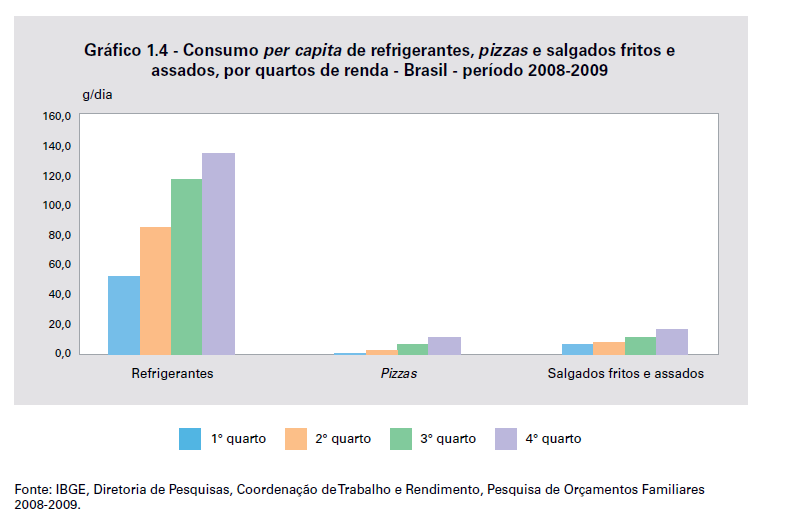 Gráfico 1.4 - Consumo per capita de refrigerantes, pizzas e salgados fritos e
assados, por quartos de renda - Brasil - período 2008-2009
g/dia
160,0
140,0
120,0
100,0
80,0
60,0
40,0
20,0
0,0
Refrigerantes Pizzas Salgados fritos e assados
1° quarto 2° quarto 3° quarto 4° quarto
Fonte: IBGE, Diretoria de Pesquisas, Coordenação de Trabalho e Rendimento, Pesquisa de Orçamentos Familiares
2008-2009.